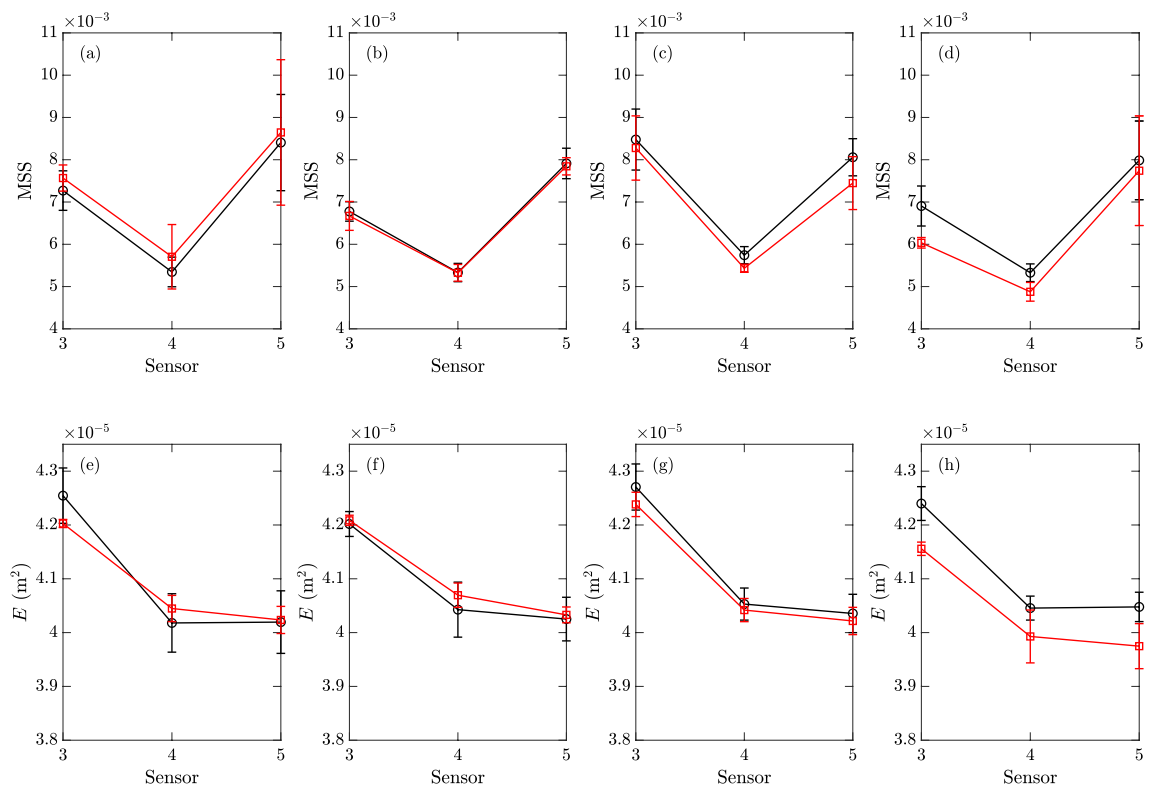 ×10⁻³ ×10⁻³ ×10⁻³ ×10⁻³
11 11 11 11
(a) (b) (c) (d)
10 10 10 10
9 9 9 9
8 8 8 8
MSS MSS MSS MSS
7 7 7 7
6 6 6 6
5 5 5 5
4 4 4 4
3 4 5 3 4 5 3 4 5 3 4 5
Sensor Sensor Sensor Sensor
×10⁻⁵ ×10⁻⁵ ×10⁻⁵ ×10⁻⁵
(e) (f) (g) (h)
4.3 4.3 4.3 4.3
4.2 4.2 4.2 4.2
4.1 4.1 4.1 4.1
E (m²) E (m²) E (m²) E (m²)
4 4 4 4
3.9 3.9 3.9 3.9
3.8 3.8 3.8 3.8
3 4 5 3 4 5 3 4 5 3 4 5
Sensor Sensor Sensor Sensor